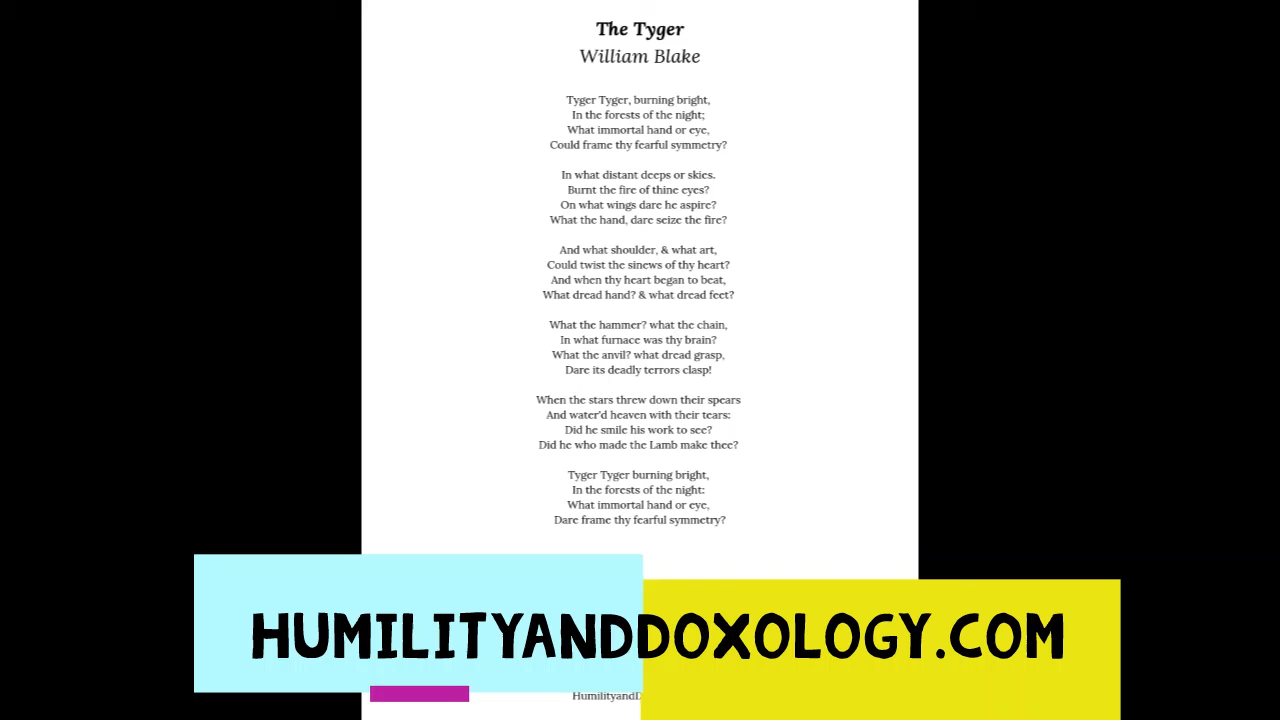 The Tyger
William Blake
Tyger Tyger, burning bright,
In the forests of the night;
What immortal hand or eye,
Could frame thy fearful symmetry?
In what distant deeps or skies.
Burnt the fire of thine eyes?
On what wings dare he aspire?
What the hand, dare seize the fire?
And what shoulder, & what art,
Could twist the sinews of thy heart?
And when thy heart began to beat,
What dread hand? & what dread feet?
What the hammer? what the chain,
In what furnace was thy brain?
What the anvil? what dread grasp,
Dare its deadly terrors clasp!
When the stars threw down their spears
And water'd heaven with their tears:
Did he smile his work to see?
Did he who made the Lamb make thee?
Tyger Tyger burning bright,
In the forests of the night:
What immortal hand or eye,
Dare frame thy fearful symmetry?
HUMILITYANDDOXOLOGY.COM